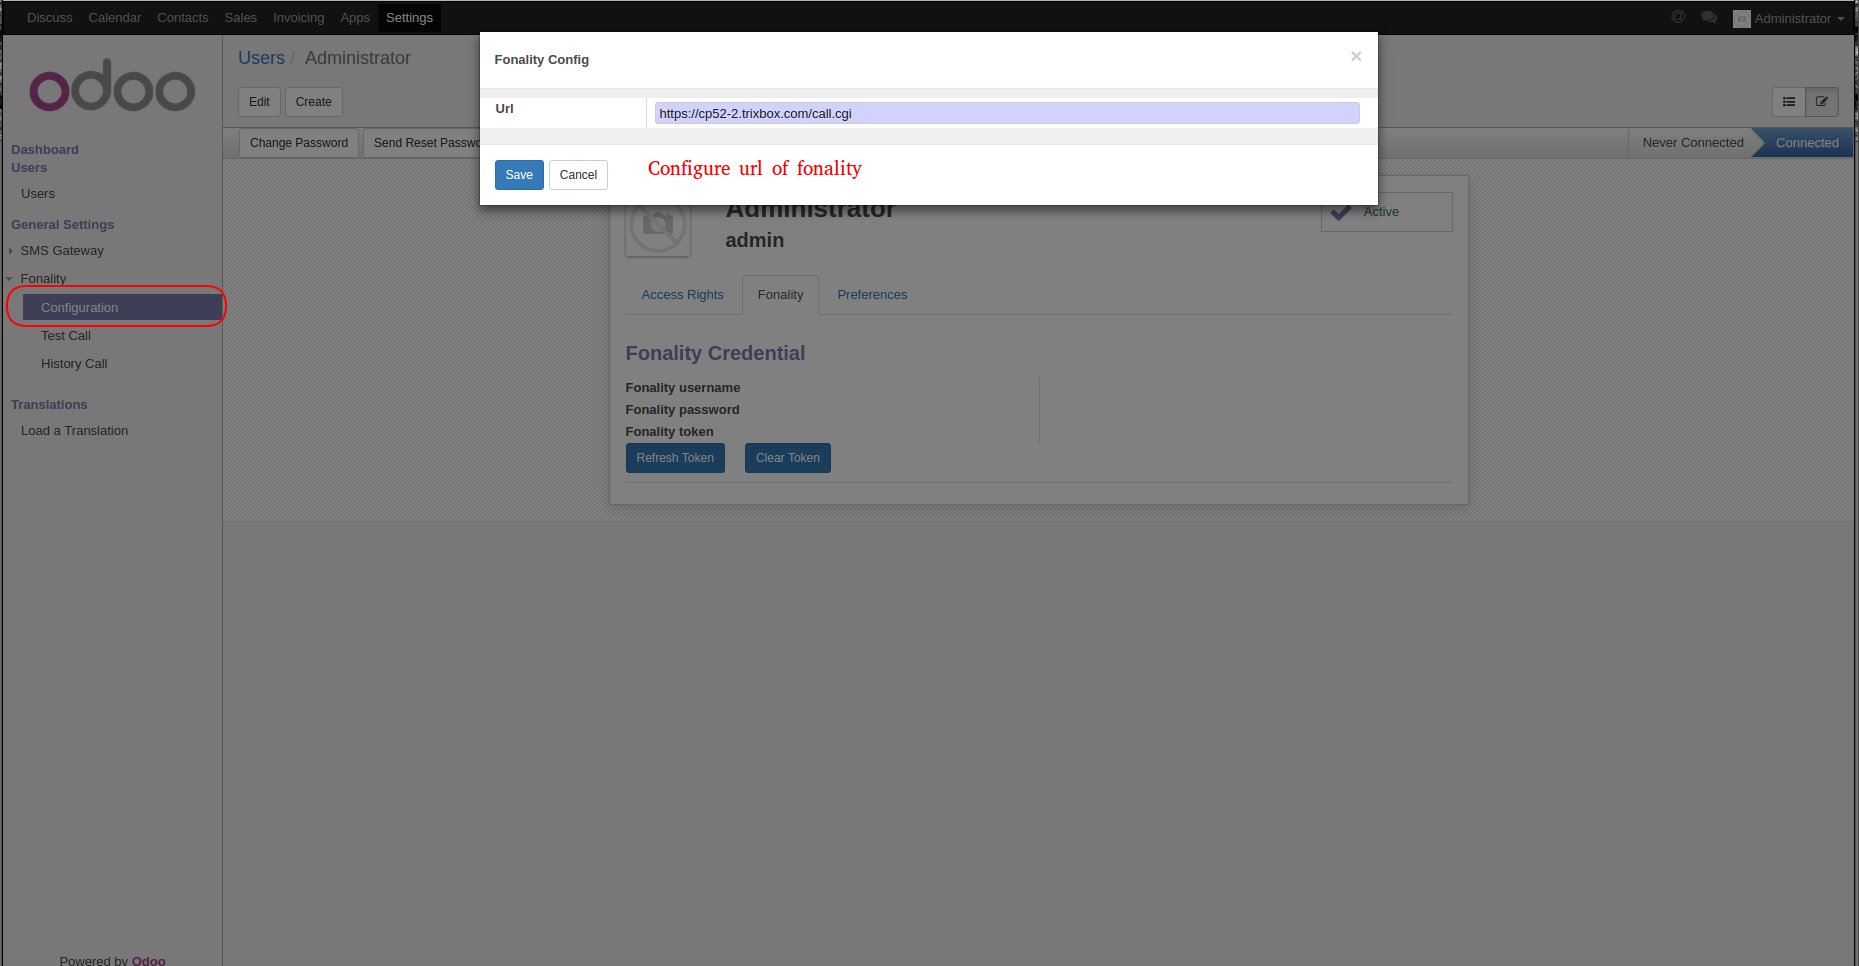 Discuss Calendar Contacts Sales Invoicing Apps Settings
@ Administrator
odoo
Users / Administrator
Edit Create
Fonality Config ×
Url https://cp52-2.trixbox.com/call.cgi
Save Cancel
Configure url of fonality
Change Password Send Reset Passwo
Never Connected Connected
Dashboard
Users
Users
General Settings
SMS Gateway
Fonality
Configuration
Test Call
History Call
Translations
Load a Translation
Administrator
admin
Active
Access Rights Fonality Preferences
Fonality Credential
Fonality username
Fonality password
Fonality token
Refresh Token Clear Token
Powered by Odoo